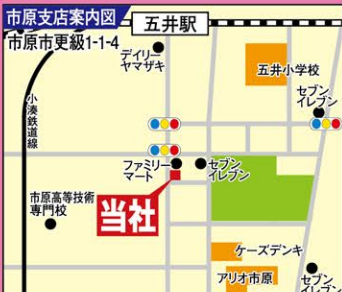 市原支店案内図
市原市更級1-1-4
五井駅
デイリー
ヤマザキ
五井小学校
セブン
イレブン
小湊鉄道線
ファミリー
マート
セブン
イレブン
市原高等技術
専門校
当社
ケーズデンキ
アリオ市原
セブン
イレブン